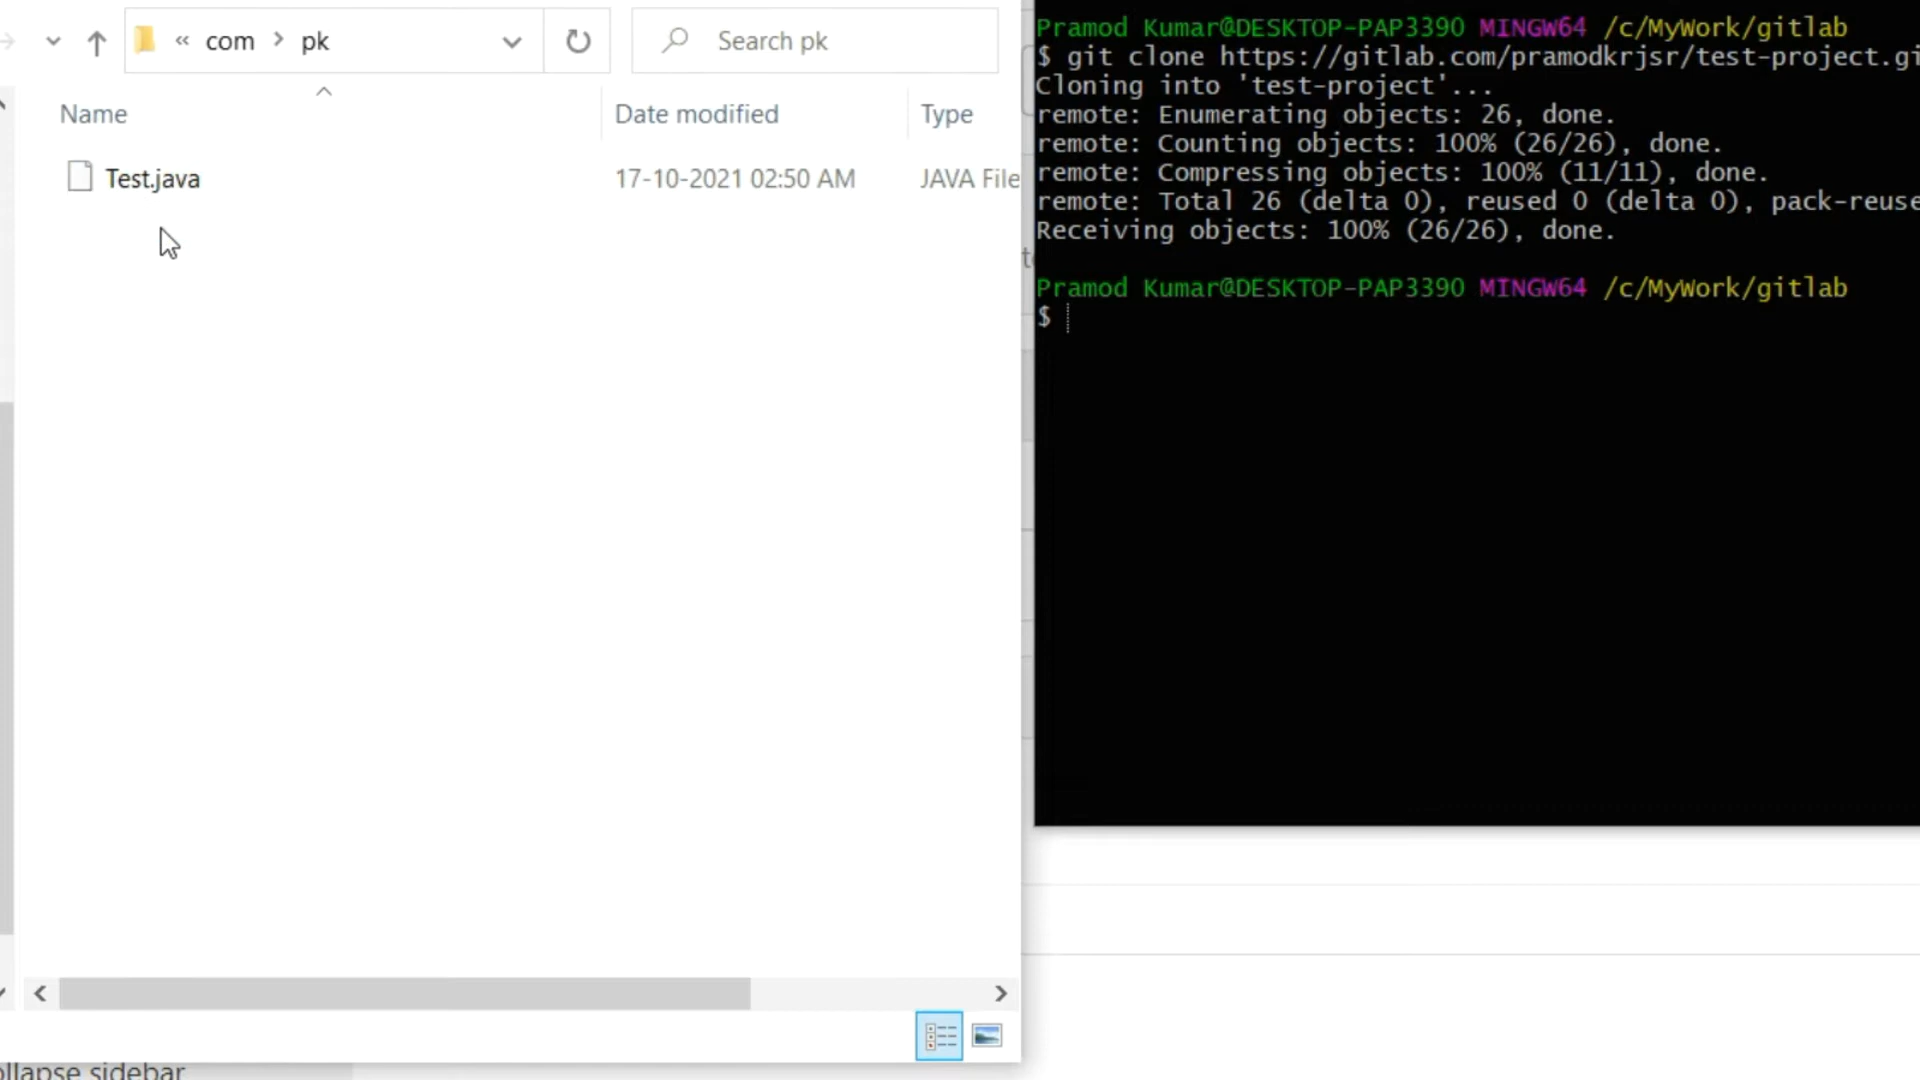 « com > pk
Search pk
Name
Date modified
Type
Test.java
17-10-2021 02:50 AM
JAVA File
Pramod Kumar@DESKTOP-PAP3390 MINGW64 /c/MyWork/gitlab
$ git clone https://gitlab.com/pramodkrjsr/test-project.gi
Cloning into 'test-project'...
remote: Enumerating objects: 26, done.
remote: Counting objects: 100% (26/26), done.
remote: Compressing objects: 100% (11/11), done.
remote: Total 26 (delta 0), reused 0 (delta 0), pack-reuse
Receiving objects: 100% (26/26), done.
Pramod Kumar@DESKTOP-PAP3390 MINGW64 /c/MyWork/gitlab
$
ollapse sidebar